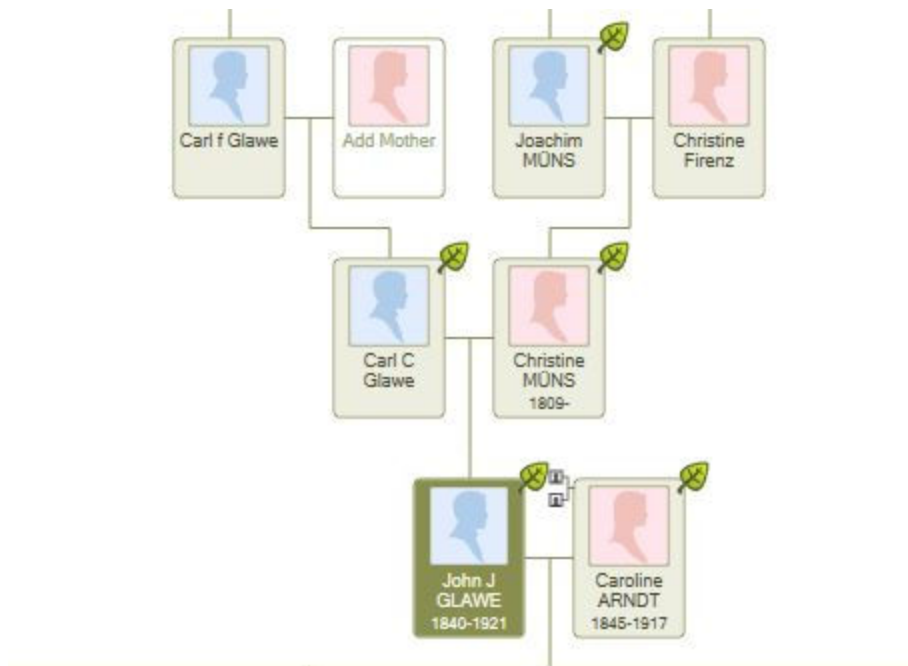 Carl f Glawe
Add Mother
Joachim
MÜNS
Christine
Firenz
Carl C
Glawe
Christine
MÜNS
1809-
John J
GLAWE
1840-1921
Caroline
ARNDT
1845-1917